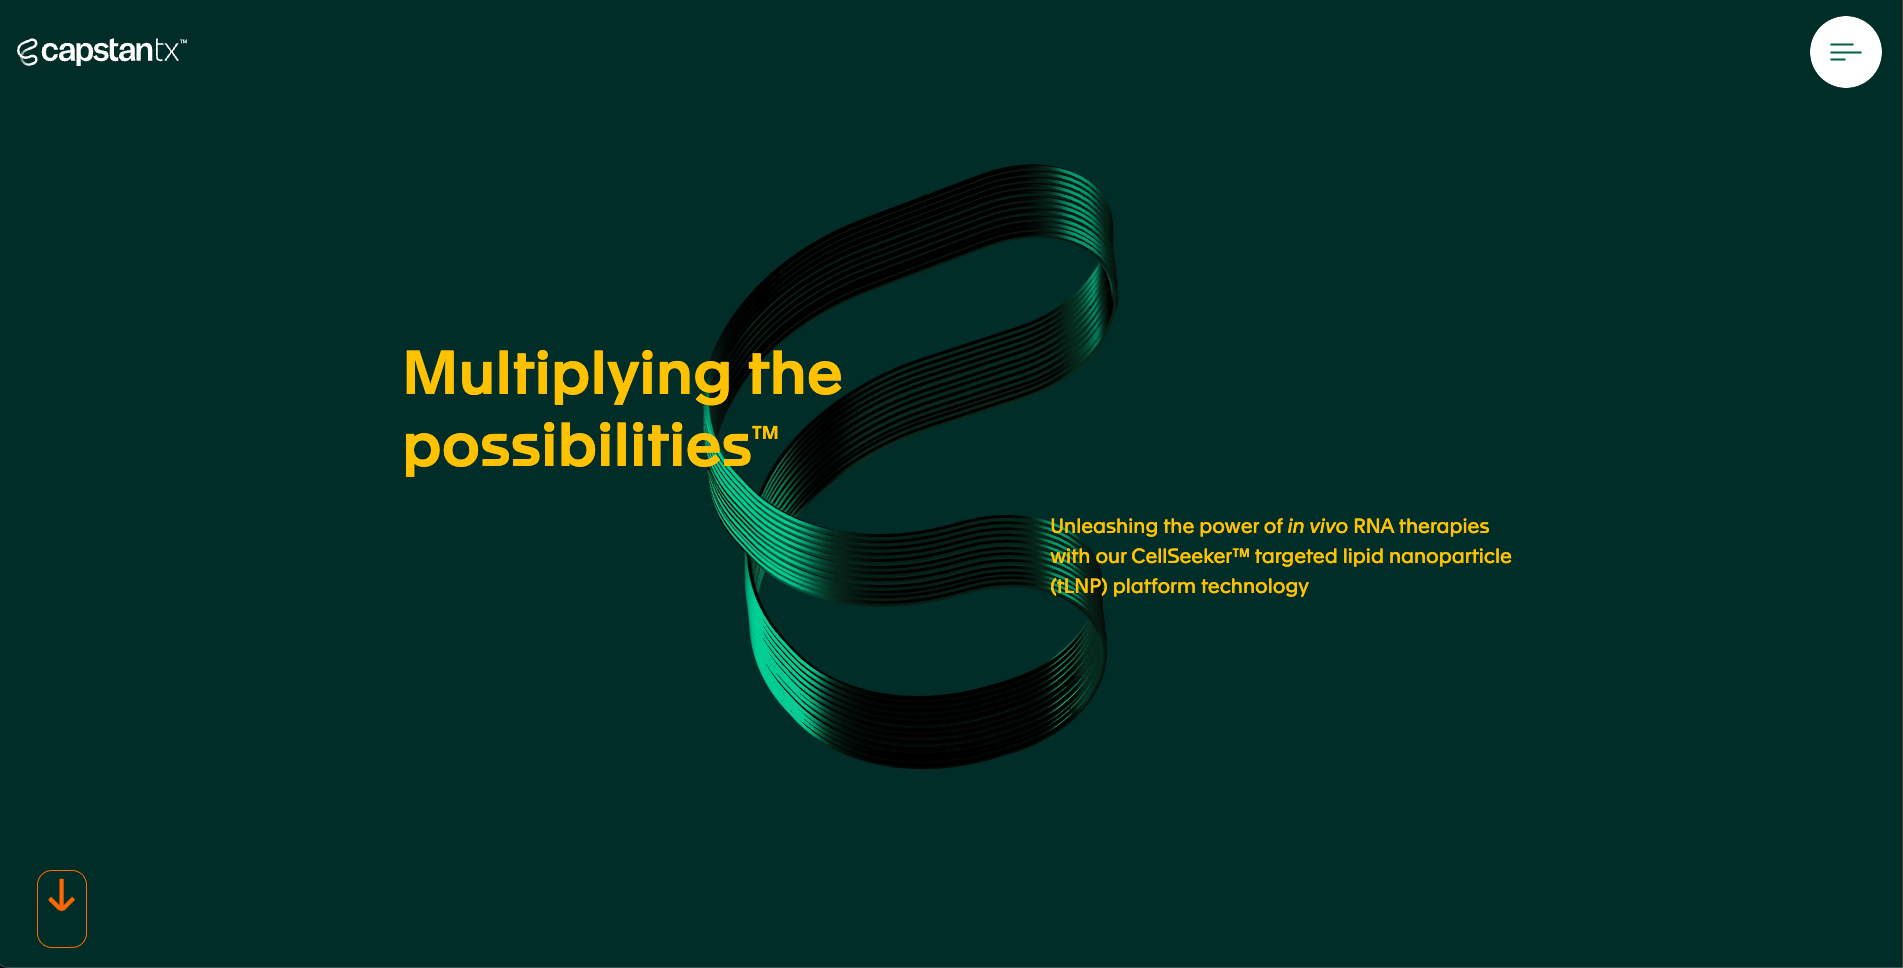 capstantx™
Multiplying the
possibilities™
Unleashing the power of in vivo RNA therapies
with our CellSeeker™ targeted lipid nanoparticle
(tLNP) platform technology